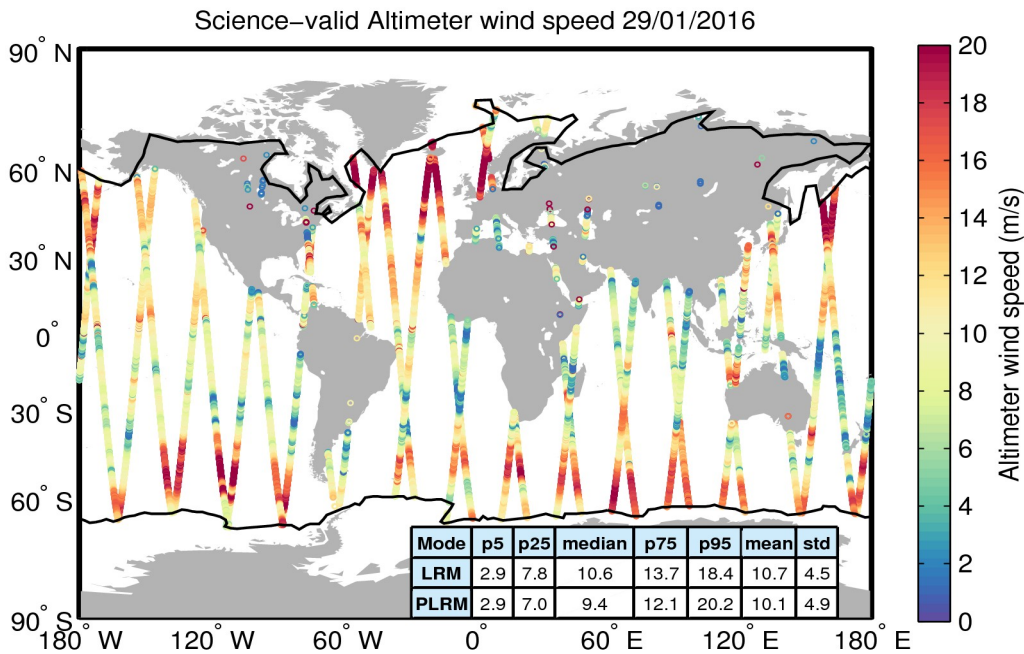 Science−valid Altimeter wind speed 29/01/2016
90° N
60° N
30° N
0°
30° S
60° S
90° S
180° W
120° W
60° W
0°
60° E
120° E
180° E
Mode p5 p25 median p75 p95 mean std
LRM 2.9 7.8 10.6 13.7 18.4 10.7 4.5
PLRM 2.9 7.0 9.4 12.1 20.2 10.1 4.9
20
18
16
14
12
10
8
6
4
2
0
Altimeter wind speed (m/s)